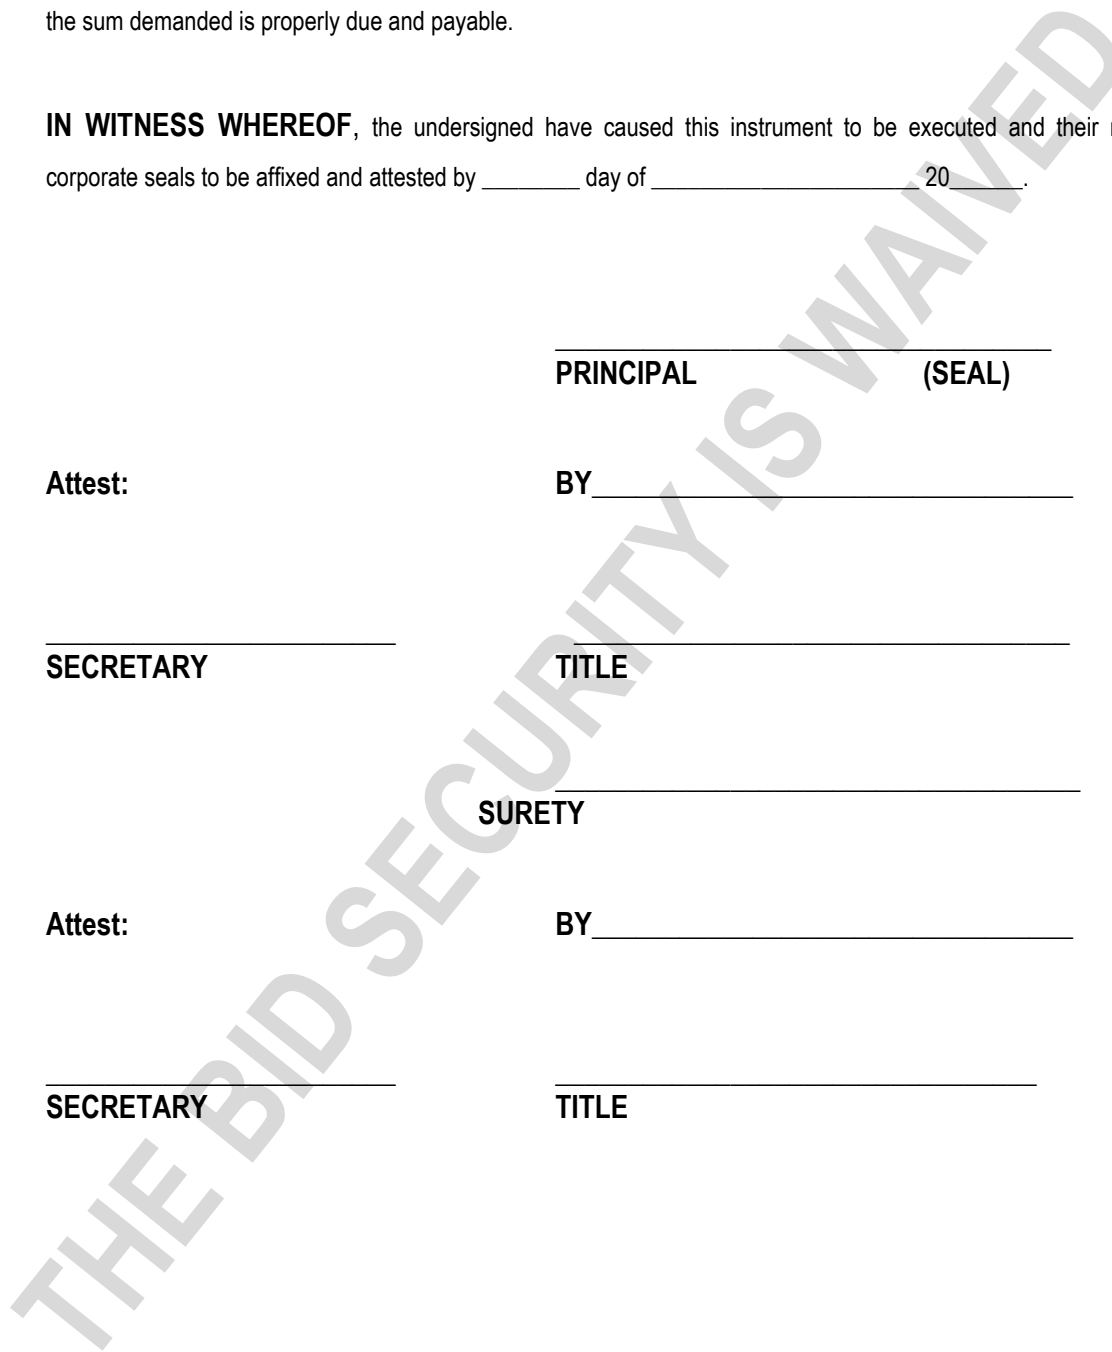 the sum demanded is properly due and payable.
IN WITNESS WHEREOF, the undersigned have caused this instrument to be executed and their
corporate seals to be affixed and attested by ________ day of ______________________ 20______.
PRINCIPAL (SEAL)
Attest: BY________________________________
SECRETARY TITLE
SURETY
Attest: BY________________________________
SECRETARY TITLE
THE BID SECURITY IS WAIVED